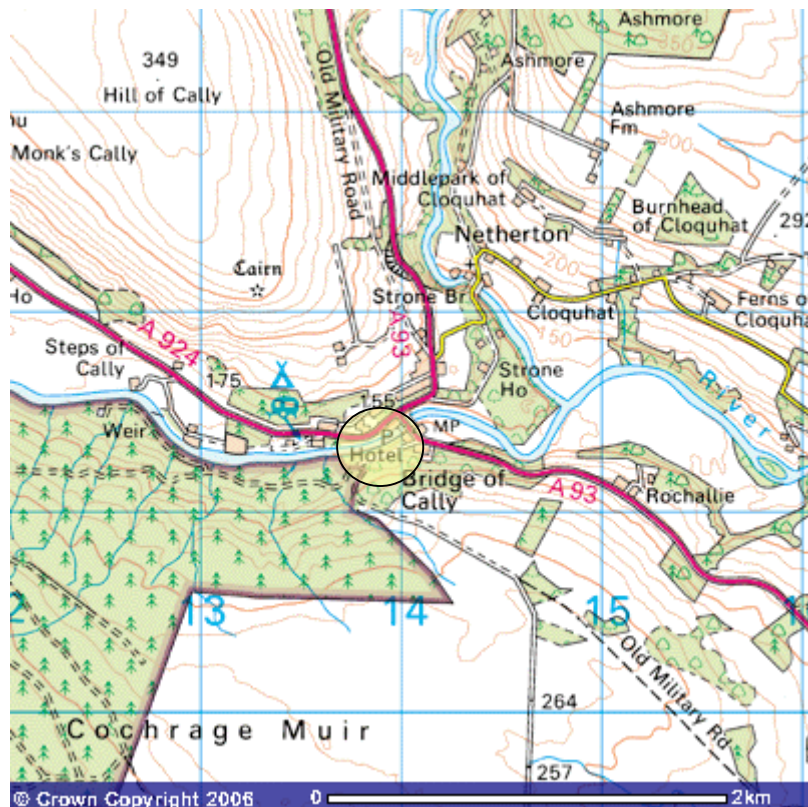 349
Hill of Cally
Monk's Cally
Old Military Road
Ashmore
350
Ashmore
Ashmore
Fm
300
Middlepark of
Cloquhat
Burnhead
of Cloquhat
292
Netherton
200
Cairn
Strone Br
Cloquhat
Ferns o
Cloquha
150
A 924
A 93
Steps of
Cally
175
Strone
Ho
155
River
Weir
MP
P
Hotel
Bridge of
Cally
A 93
Rochallie
13
14
15
Old Military Rd
264
Cochrage Muir
257
© Crown Copyright 2006
0
2km